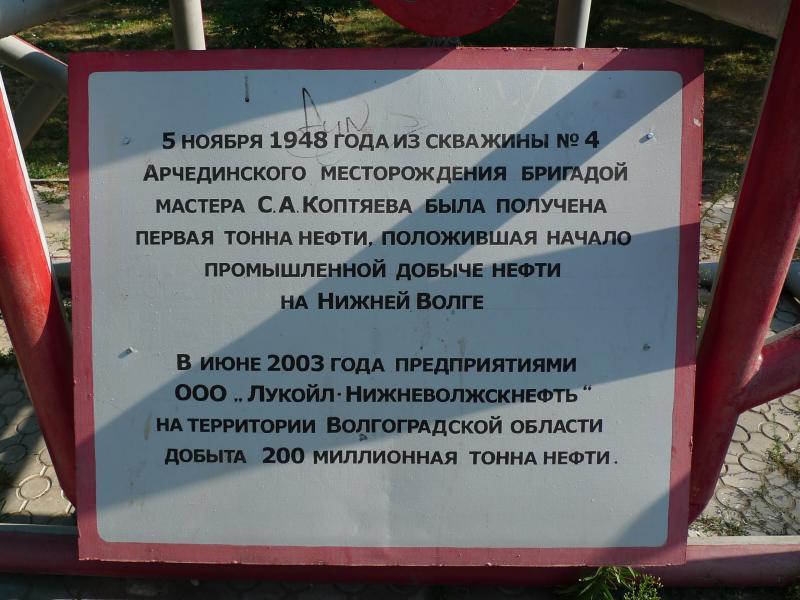 5 НОЯБРЯ 1948 ГОДА ИЗ СКВАЖИНЫ № 4
АРЧЕДИНСКОГО МЕСТОРОЖДЕНИЯ БРИГАДОЙ
МАСТЕРА С.А.КОПТЯЕВА БЫЛА ПОЛУЧЕНА
ПЕРВАЯ ТОННА НЕФТИ, ПОЛОЖИВШАЯ НАЧАЛО
ПРОМЫШЛЕННОЙ ДОБЫЧЕ НЕФТИ
НА НИЖНЕЙ ВОЛГЕ
В ИЮНЕ 2003 ГОДА ПРЕДПРИЯТИЯМИ
ООО „ЛУКОЙЛ-НИЖНЕВОЛЖСКНЕФТЬ“
НА ТЕРРИТОРИИ ВОЛГОГРАДСКОЙ ОБЛАСТИ
ДОБЫТА 200 МИЛЛИОННАЯ ТОННА НЕФТИ.